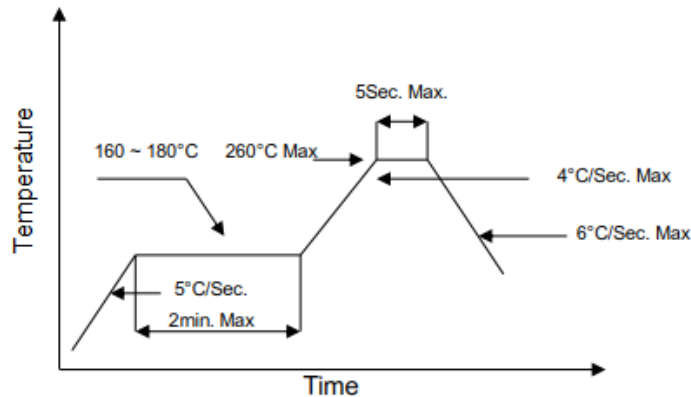 5Sec. Max.
160 ~ 180°C
260°C Max
4°C/Sec. Max
6°C/Sec. Max
5°C/Sec.
2min. Max
Temperature
Time